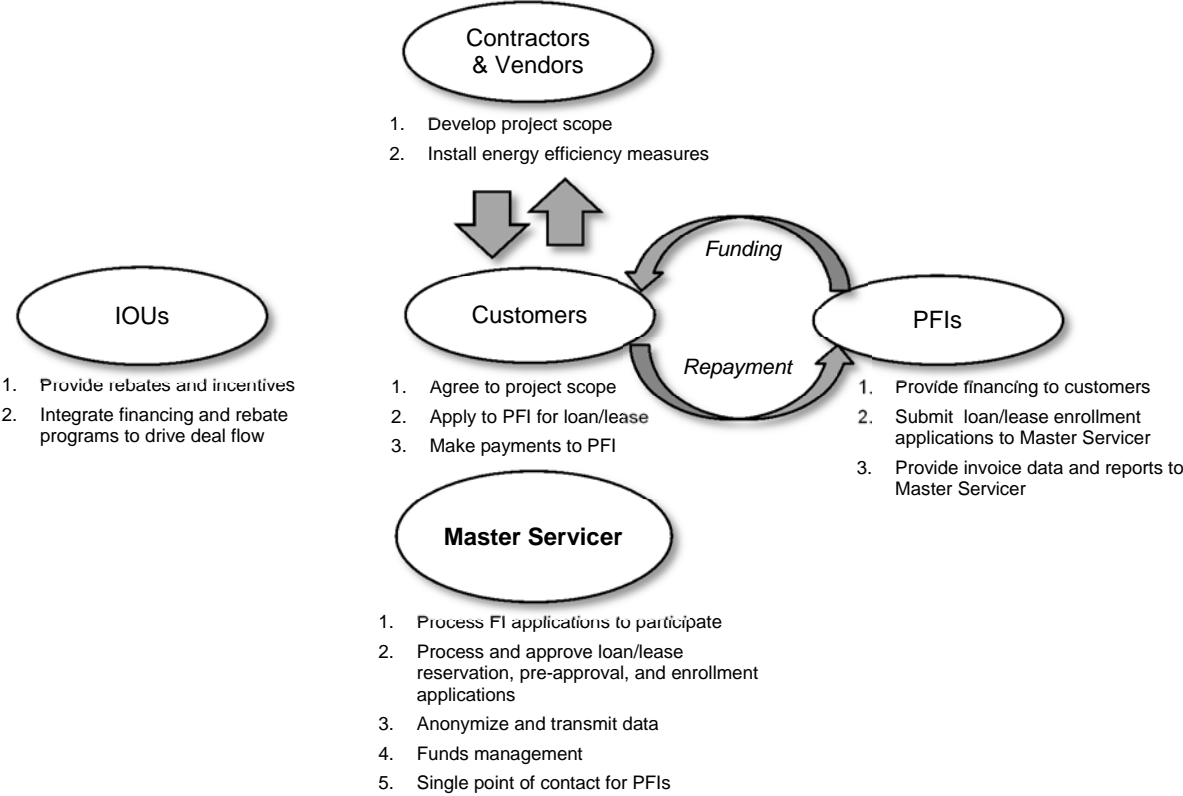 Contractors
& Vendors
1. Develop project scope
2. Install energy efficiency measures
Funding
IOUs
Customers
PFIs
Repayment
1. Provide rebates and incentives
2. Integrate financing and rebate
programs to drive deal flow
1. Agree to project scope
2. Apply to PFI for loan/lease
3. Make payments to PFI
1. Provide financing to customers
2. Submit loan/lease enrollment
applications to Master Servicer
3. Provide invoice data and reports to
Master Servicer
Master Servicer
1. Process FI applications to participate
2. Process and approve loan/lease
reservation, pre-approval, and enrollment
applications
3. Anonymize and transmit data
4. Funds management
5. Single point of contact for PFIs